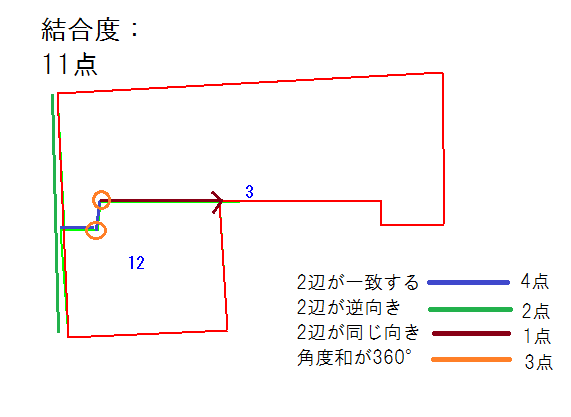 結合度：
11点
3
12
2辺が一致する 4点
2辺が逆向き 2点
2辺が同じ向き 1点
角度和が360° 3点